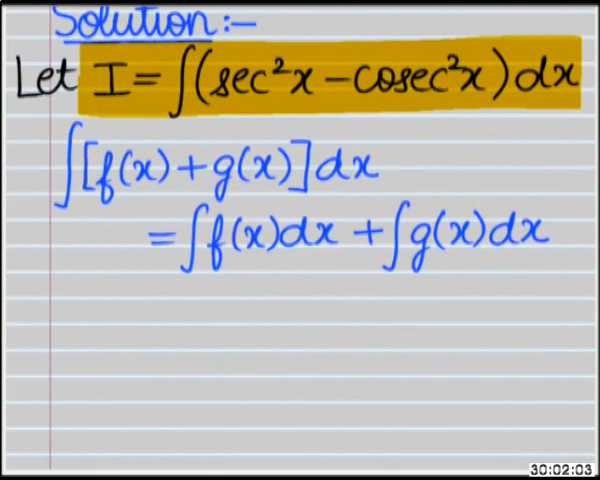 Solution:-
Let I = ∫(sec²x - cosec²x) dx
∫[f(x) + g(x)] dx
= ∫f(x)dx + ∫g(x)dx
30:02:03